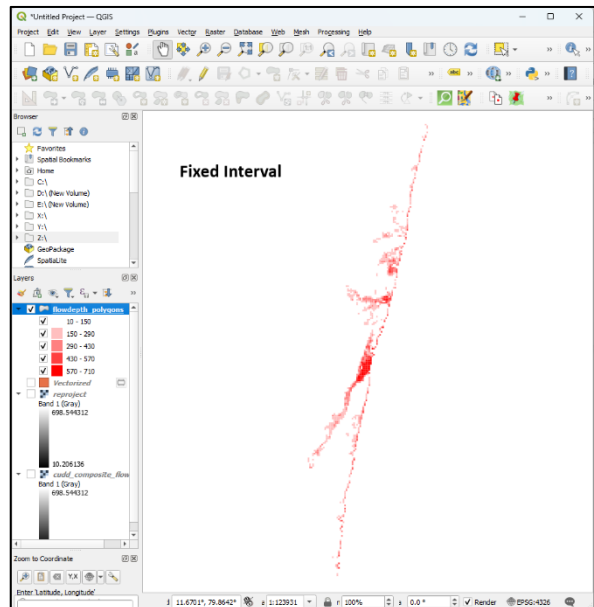 *Untitled Project — QGIS
Project Edit View Layer Settings Plugins Vector Raster Database Web Mesh Processing Help
Browser
Favorites
Spatial Bookmarks
Home
C:\
D:\ (New Volume)
E:\ (New Volume)
X:\
Y:\
Z:\
GeoPackage
SpatiaLite
Fixed Interval
Layers
flowdepth_polygons
10 - 150
150 - 290
290 - 430
430 - 570
570 - 710
Vectorized
reproject
Band 1 (Gray)
698.544312
10.206136
cudd_composite_flow
Band 1 (Gray)
698.544312
Zoom to Coordinate
Y,X
Enter 'Latitude, Longitude'
11.6701°, 79.8642°
1:123931
100%
0.0 °
Render
EPSG:4326